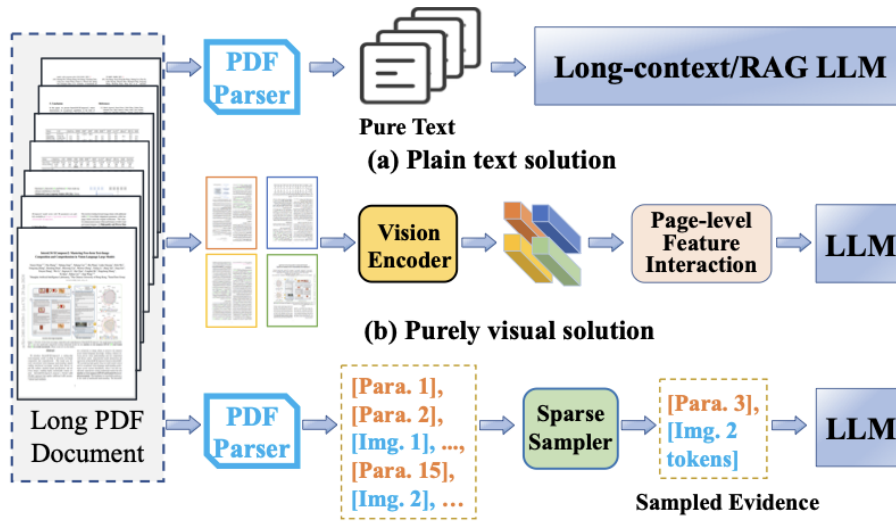 PDF
Parser
Pure Text
Long-context/RAG LLM
(a) Plain text solution
Vision
Encoder
Page-level
Feature
Interaction
LLM
(b) Purely visual solution
Long PDF
Document
PDF
Parser
[Para. 1],
[Para. 2],
[Img. 1], ...,
[Para. 15],
[Img. 2], ...
Sparse
Sampler
[Para. 3],
[Img. 2
tokens]
Sampled Evidence
LLM